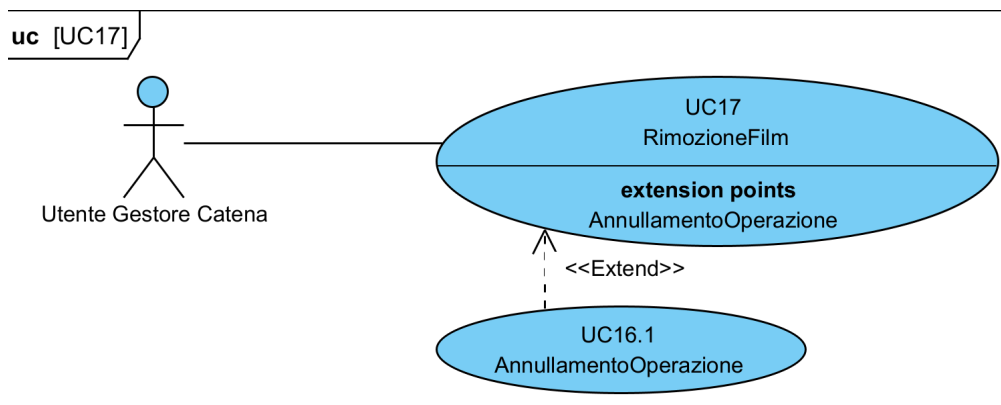 uc [UC17]
UC17
RimozioneFilm
extension points
AnnullamentoOperazione
Utente Gestore Catena
<<Extend>>
UC16.1
AnnullamentoOperazione